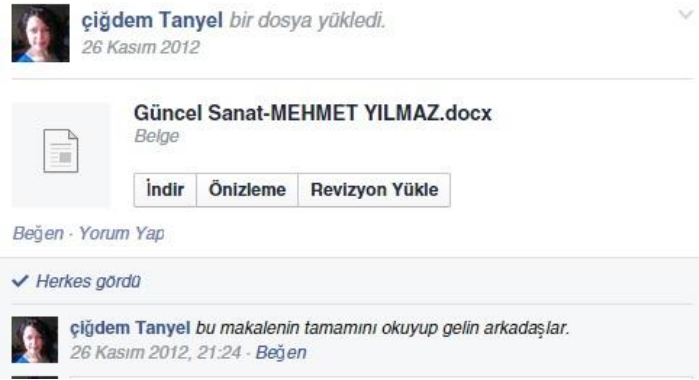 çiğdem Tanyel bir dosya yükledi.
26 Kasım 2012
Güncel Sanat-MEHMET YILMAZ.docx
Belge
İndir Önizleme Revizyon Yükle
Beğen · Yorum Yap
✓ Herkes gördü
çiğdem Tanyel bu makalenin tamamını okuyup gelin arkadaşlar.
26 Kasım 2012, 21:24 · Beğen